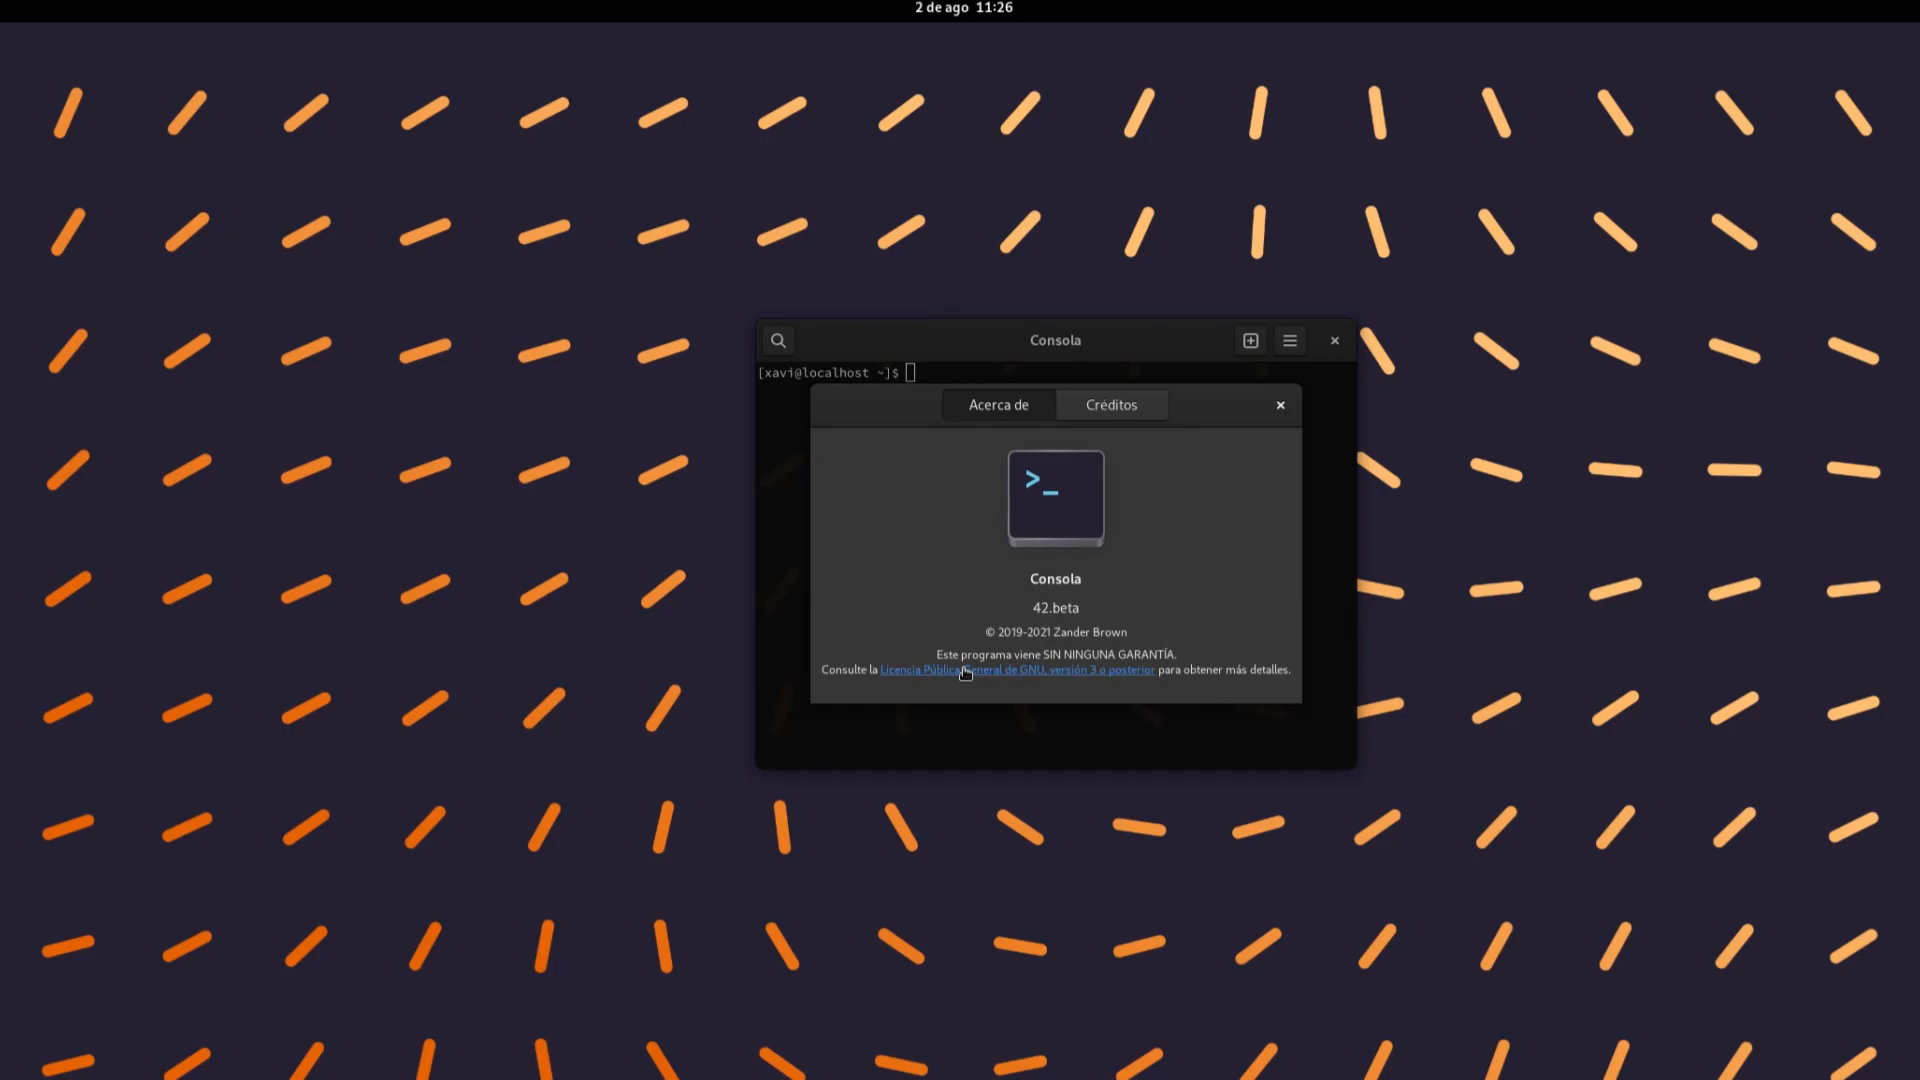 2 de ago 11:26
Consola
[xavi@localhost ~]$
Acerca de
Créditos
>_
Consola
42.beta
© 2019-2021 Zander Brown
Este programa viene SIN NINGUNA GARANTÍA.
Consulte la Licencia Pública General de GNU, versión 3 o posterior para obtener más detalles.